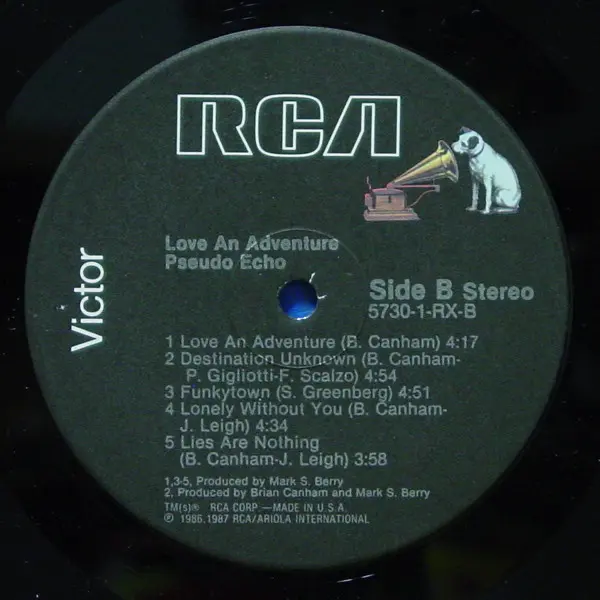 RCA
Victor
Love An Adventure
Pseudo Echo
Side B Stereo
5730-1-RX-B
1 Love An Adventure (B. Canham) 4:17
2 Destination Unknown (B. Canham-
P. Gigliotti-F. Scalzo) 4:54
3 Funkytown (S. Greenberg) 4:51
4 Lonely Without You (B. Canham-
J. Leigh) 4:34
5 Lies Are Nothing
(B. Canham-J. Leigh) 3:58
1,3-5, Produced by Mark S. Berry
2, Produced by Brian Canham and Mark S. Berry
TM(s)® RCA CORP.—MADE IN U.S.A.
℗ 1986,1987 RCA/ARIOLA INTERNATIONAL